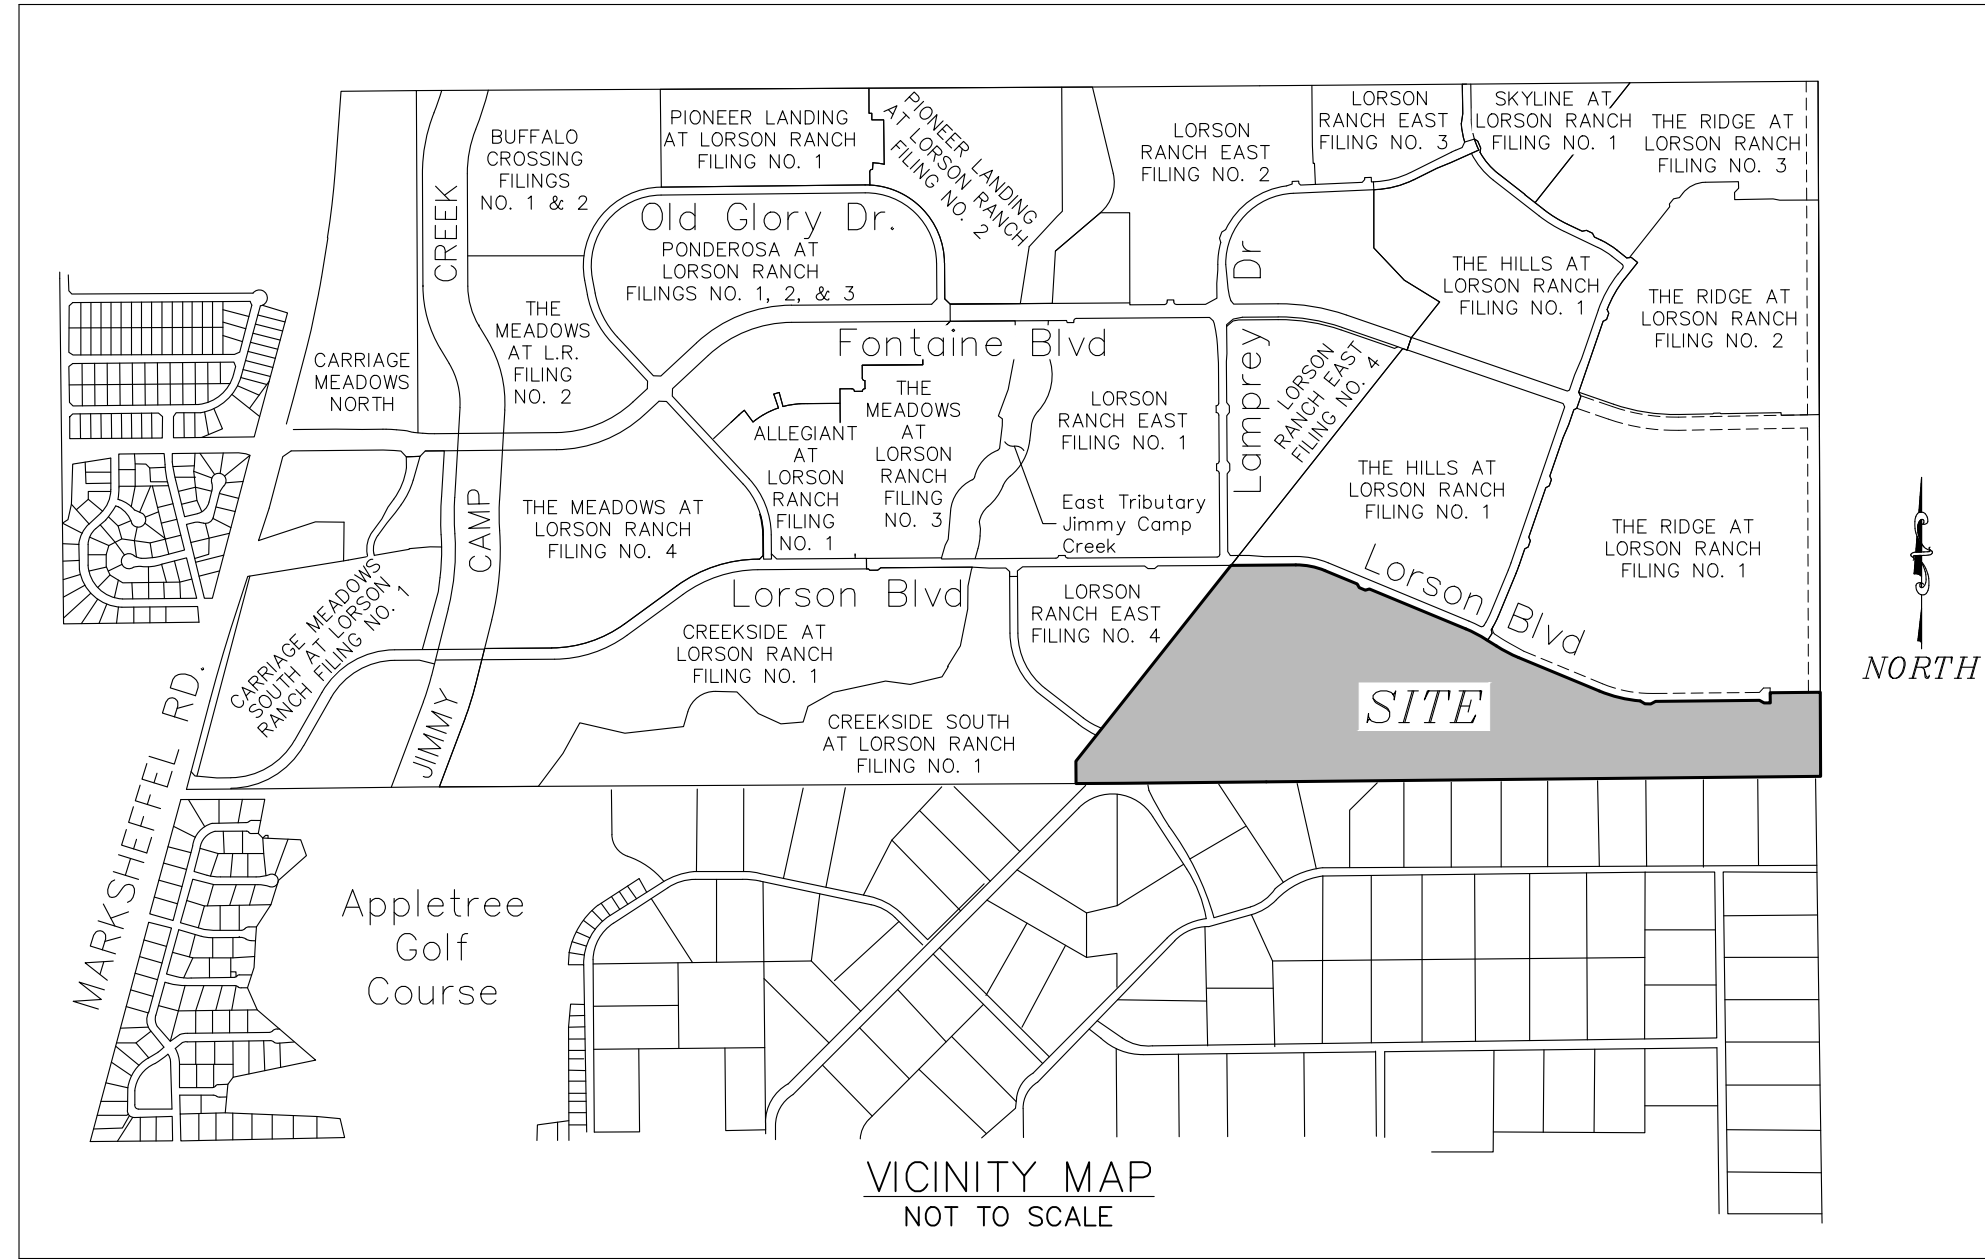 BUFFALO
CROSSING
FILINGS
NO. 1 & 2
PIONEER LANDING
AT LORSON RANCH
FILING NO. 1
PIONEER LANDING
AT LORSON RANCH
FILING NO. 2
LORSON
RANCH EAST
FILING NO. 2
LORSON
RANCH EAST
FILING NO. 3
SKYLINE AT
LORSON RANCH
FILING NO. 1
THE RIDGE AT
LORSON RANCH
FILING NO. 3
CREEK
Old Glory Dr.
PONDEROSA AT
LORSON RANCH
FILINGS NO. 1, 2, & 3
Lamprey Dr
THE HILLS AT
LORSON RANCH
FILING NO. 1
THE RIDGE AT
LORSON RANCH
FILING NO. 2
CARRIAGE
MEADOWS
NORTH
THE
MEADOWS
AT L.R.
FILING
NO. 2
Fontaine Blvd
LORSON
RANCH EAST
FILING NO. 4
ALLEGIANT
AT
LORSON
RANCH
FILING
NO. 1
THE
MEADOWS
AT
LORSON
RANCH
FILING
NO. 3
LORSON
RANCH EAST
FILING NO. 1
East Tributary
Jimmy Camp
Creek
THE HILLS AT
LORSON RANCH
FILING NO. 1
THE RIDGE AT
LORSON RANCH
FILING NO. 1
CAMP
THE MEADOWS AT
LORSON RANCH
FILING NO. 4
CARRIAGE MEADOWS
SOUTH AT LORSON
RANCH FILING NO. 1
Lorson Blvd
LORSON
RANCH EAST
FILING NO. 4
Lorson Blvd
CREEKSIDE AT
LORSON RANCH
FILING NO. 1
JIMMY
CREEKSIDE SOUTH
AT LORSON RANCH
FILING NO. 1
SITE
NORTH
MARKSHEFFEL RD.
Appletree
Golf
Course
VICINITY MAP
NOT TO SCALE